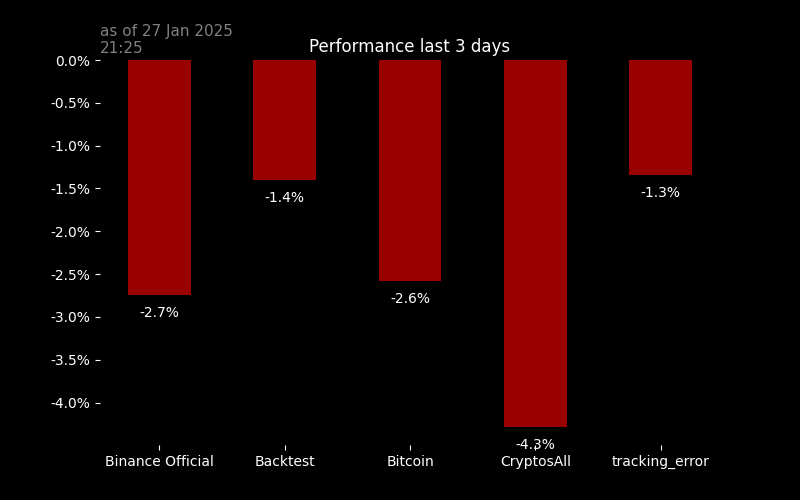 as of 27 Jan 2025
21:25
Performance last 3 days
0.0%
-0.5%
-1.0%
-1.5%
-2.0%
-2.5%
-3.0%
-3.5%
-4.0%
-2.7%
-1.4%
-2.6%
-4.3%
-1.3%
Binance Official
Backtest
Bitcoin
CryptosAll
tracking_error